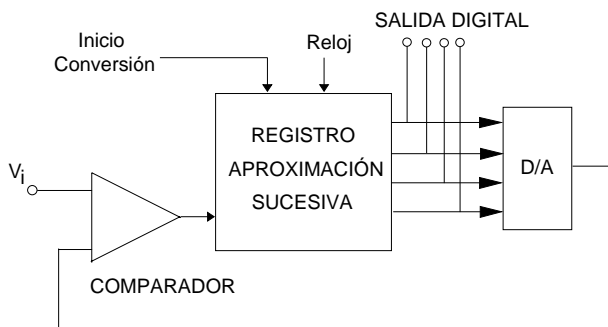 SALIDA DIGITAL
Inicio
Conversión
Reloj
REGISTRO
APROXIMACIÓN
SUCESIVA
D/A
Vi
COMPARADOR